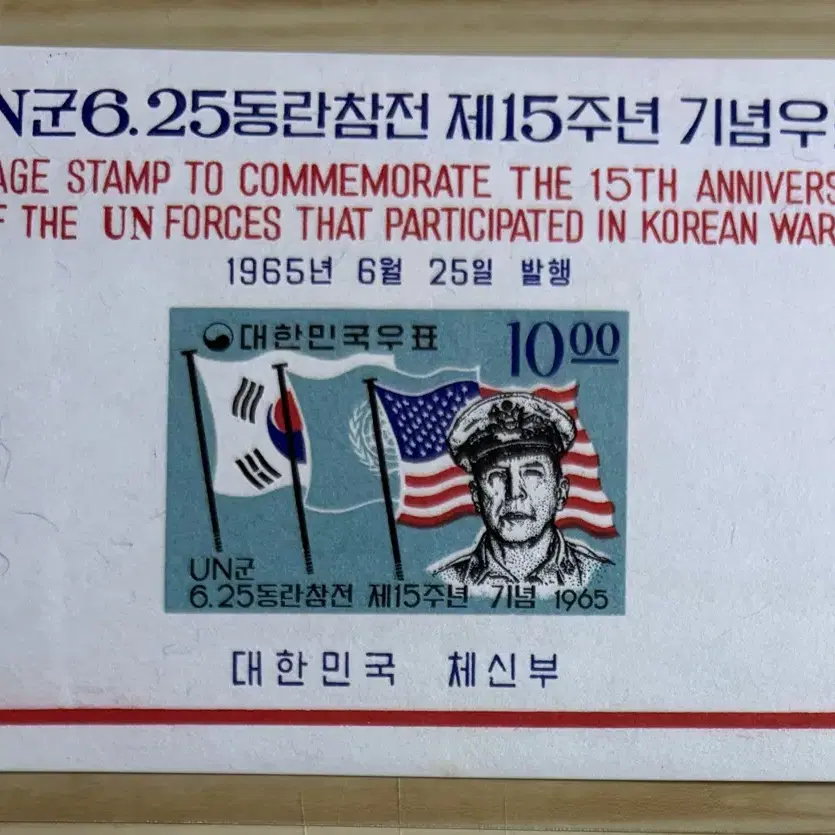 N군6.25동란참전 제15주년 기념우
AGE STAMP TO COMMEMORATE THE 15TH ANNIVERS
F THE UN FORCES THAT PARTICIPATED IN KOREAN WAR
1965년 6월 25일 발행
대한민국우표 1000
UN군
6.25동란참전 제15주년 기념 1965
대한민국 체신부